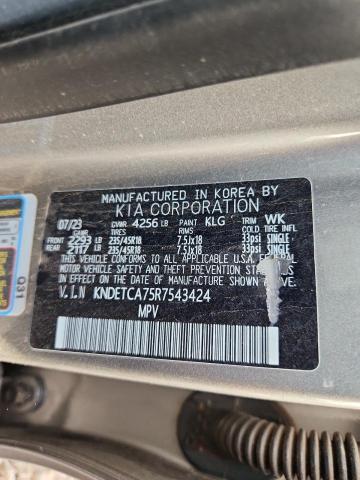 MANUFACTURED IN KOREA BY
KIA CORPORATION
07/23 GVWR 4256 LB PAINT KLG TRIM WK
GAWR TIRES RIMS COLD TIRE INFL.
FRONT 2293 LB 235/45R18 7.5Jx18 33psi SINGLE
REAR 2117 LB 235/45R18 7.5Jx18 33psi SINGLE
THIS VEHICLE CONFORMS TO ALL
APPLICABLE U.S.A. FEDERAL
MOTOR VEHICLE SAFETY AND THEFT PREVENTION
STANDARDS IN EFFECT ON THE DATE OF
MANUFACTURE SHOWN ABOVE.
V.I.N KNDETCA75R7543424
MPV
Q31